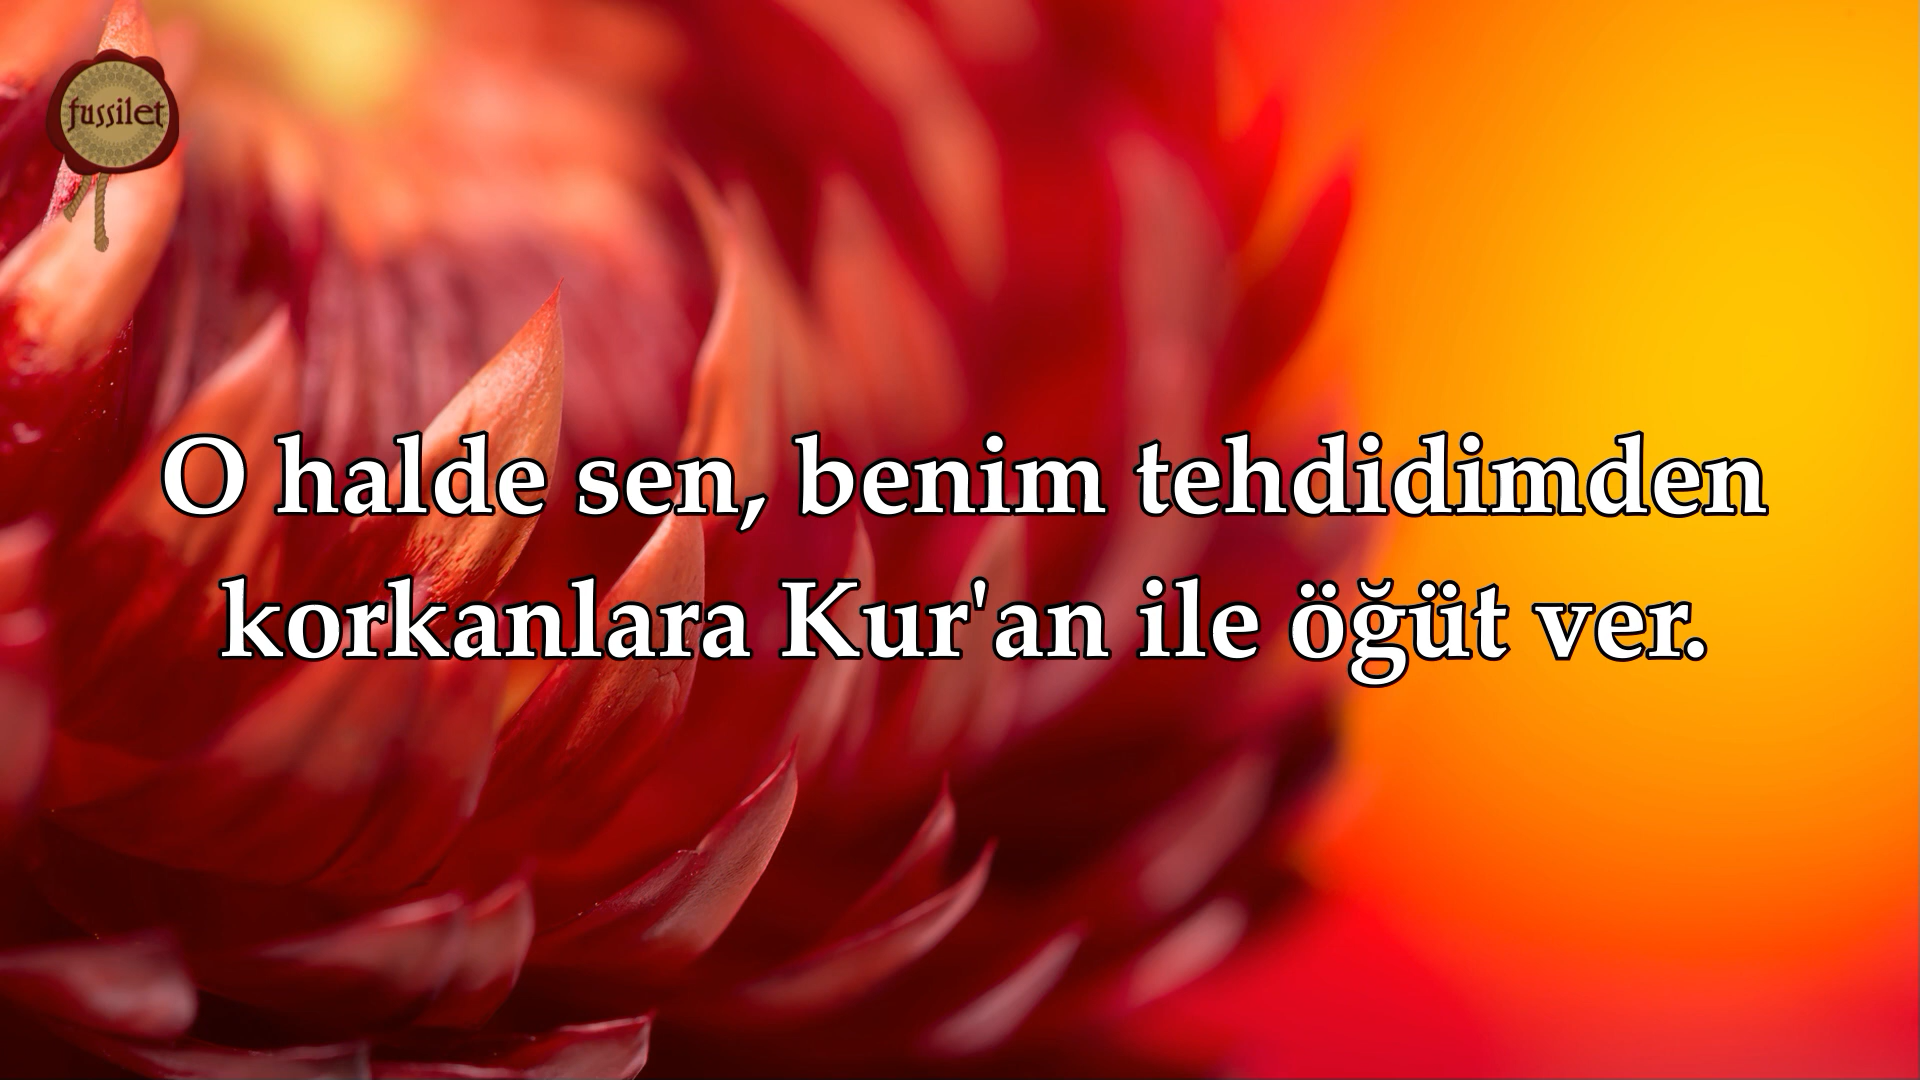 fussilet
O halde sen, benim tehdidimden
korkanlara Kur'an ile öğüt ver.